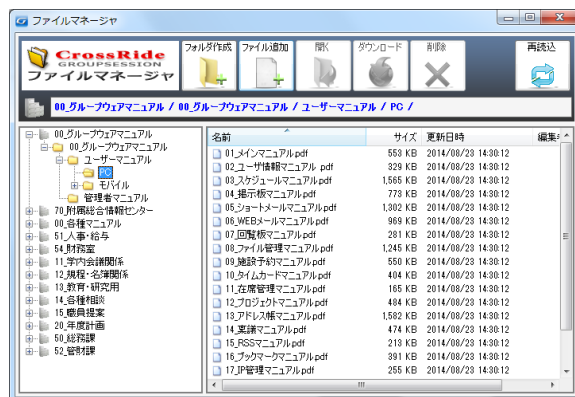 ファイルマネージャ
CrossRide
GROUPSESSION
ファイルマネージャ
フォルダ作成 ファイル追加 開く ダウンロード 削除 再読込
00_グループウェアマニュアル / 00_グループウェアマニュアル / ユーザーマニュアル / PC /
00_グループウェアマニュアル
00_グループウェアマニュアル
ユーザーマニュアル
PC
モバイル
管理者マニュアル
70_附属総合情報センター
00_各種マニュアル
51_人事・給与
54_財務室
11_学内会議関係
12_規程・名簿関係
13_教育・研究用
14_各種相談
15_職員提案
20_年度計画
50_総務課
52_管財課
名前 サイズ 更新日時 編集
01_メインマニュアル.pdf 553 KB 2014/08/23 14:30:12
02_ユーザ情報マニュアル.pdf 329 KB 2014/08/23 14:30:12
03_スケジュールマニュアル.pdf 1,565 KB 2014/08/23 14:30:12
04_掲示板マニュアル.pdf 773 KB 2014/08/23 14:30:12
05_ショートメールマニュアル.pdf 1,302 KB 2014/08/23 14:30:12
06_WEBメールマニュアル.pdf 969 KB 2014/08/23 14:30:12
07_回覧板マニュアル.pdf 281 KB 2014/08/23 14:30:12
08_ファイル管理マニュアル.pdf 1,245 KB 2014/08/23 14:30:12
09_施設予約マニュアル.pdf 550 KB 2014/08/23 14:30:12
10_タイムカードマニュアル.pdf 404 KB 2014/08/23 14:30:12
11_在席管理マニュアル.pdf 165 KB 2014/08/23 14:30:12
12_プロジェクトマニュアル.pdf 484 KB 2014/08/23 14:30:12
13_アドレス帳マニュアル.pdf 1,582 KB 2014/08/23 14:30:12
14_稟議マニュアル.pdf 474 KB 2014/08/23 14:30:12
15_RSSマニュアル.pdf 213 KB 2014/08/23 14:30:12
16_ブックマークマニュアル.pdf 391 KB 2014/08/23 14:30:12
17_IP管理マニュアル.pdf 255 KB 2014/08/23 14:30:12